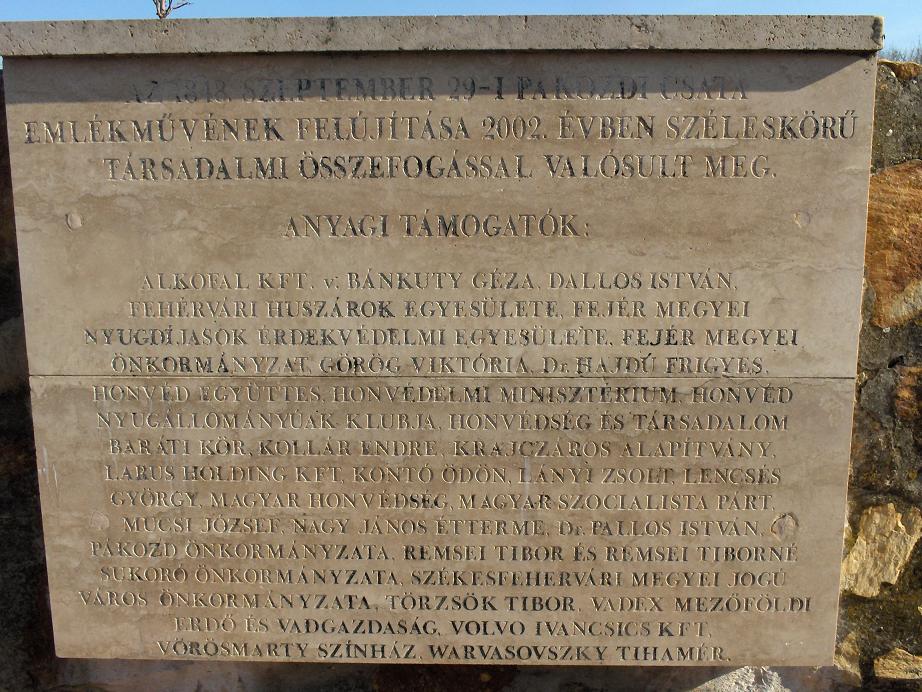 AZ 1848. SZEPTEMBER 29-I PÁKOZDI CSATA
EMLÉKMŰVÉNEK FELÚJÍTÁSA 2002. ÉVBEN SZÉLESKÖRŰ
TÁRSADALMI ÖSSZEFOGÁSSAL VALÓSULT MEG.
ANYAGI TÁMOGATÓK:
ALKOFAL KFT. v. BÁNKUTY GÉZA, DALLOS ISTVÁN,
FEHÉRVÁRI HUSZÁROK EGYESÜLETE, FEJÉR MEGYEI
NYUGDÍJASOK ÉRDEKVÉDELMI EGYESÜLETE, FEJÉR MEGYEI
ÖNKORMÁNYZAT, GÖRÖG VIKTÓRIA, Dr. HAJDÚ FRIGYES,
HONVÉD EGYÜTTES, HONVÉDELMI MINISZTÉRIUM, HONVÉD
NYUGÁLLOMÁNYÚAK KLUBJA, HONVÉDSÉG ÉS TÁRSADALOM
BARÁTI KÖR, KOLLÁR ENDRE, KRAJCZÁROS ALAPÍTVÁNY,
LARUS HOLDING KFT, KONTÓ ÖDÖN, LÁNYI ZSOLT, LENCSÉS
GYÖRGY, MAGYAR HONVÉDSÉG, MAGYAR SZOCIALISTA PÁRT,
MUCSI JÓZSEF, NAGY JÁNOS ÉTTERME, Dr. PALLOS ISTVÁN,
PÁKOZD ÖNKORMÁNYZATA, REMSEI TIBOR ÉS REMSEI TIBORNÉ
SUKORÓ ÖNKORMÁNYZATA, SZÉKESFEHÉRVÁRI MEGYEI JOGÚ
VÁROS ÖNKORMÁNYZATA, TÖRZSÖK TIBOR, VADEX MEZŐFÖLDI
ERDŐ ÉS VADGAZDASÁG, VOLVO IVANCSICS KFT,
VÖRÖSMARTY SZÍNHÁZ, WARVASOVSZKY TIHAMÉR.